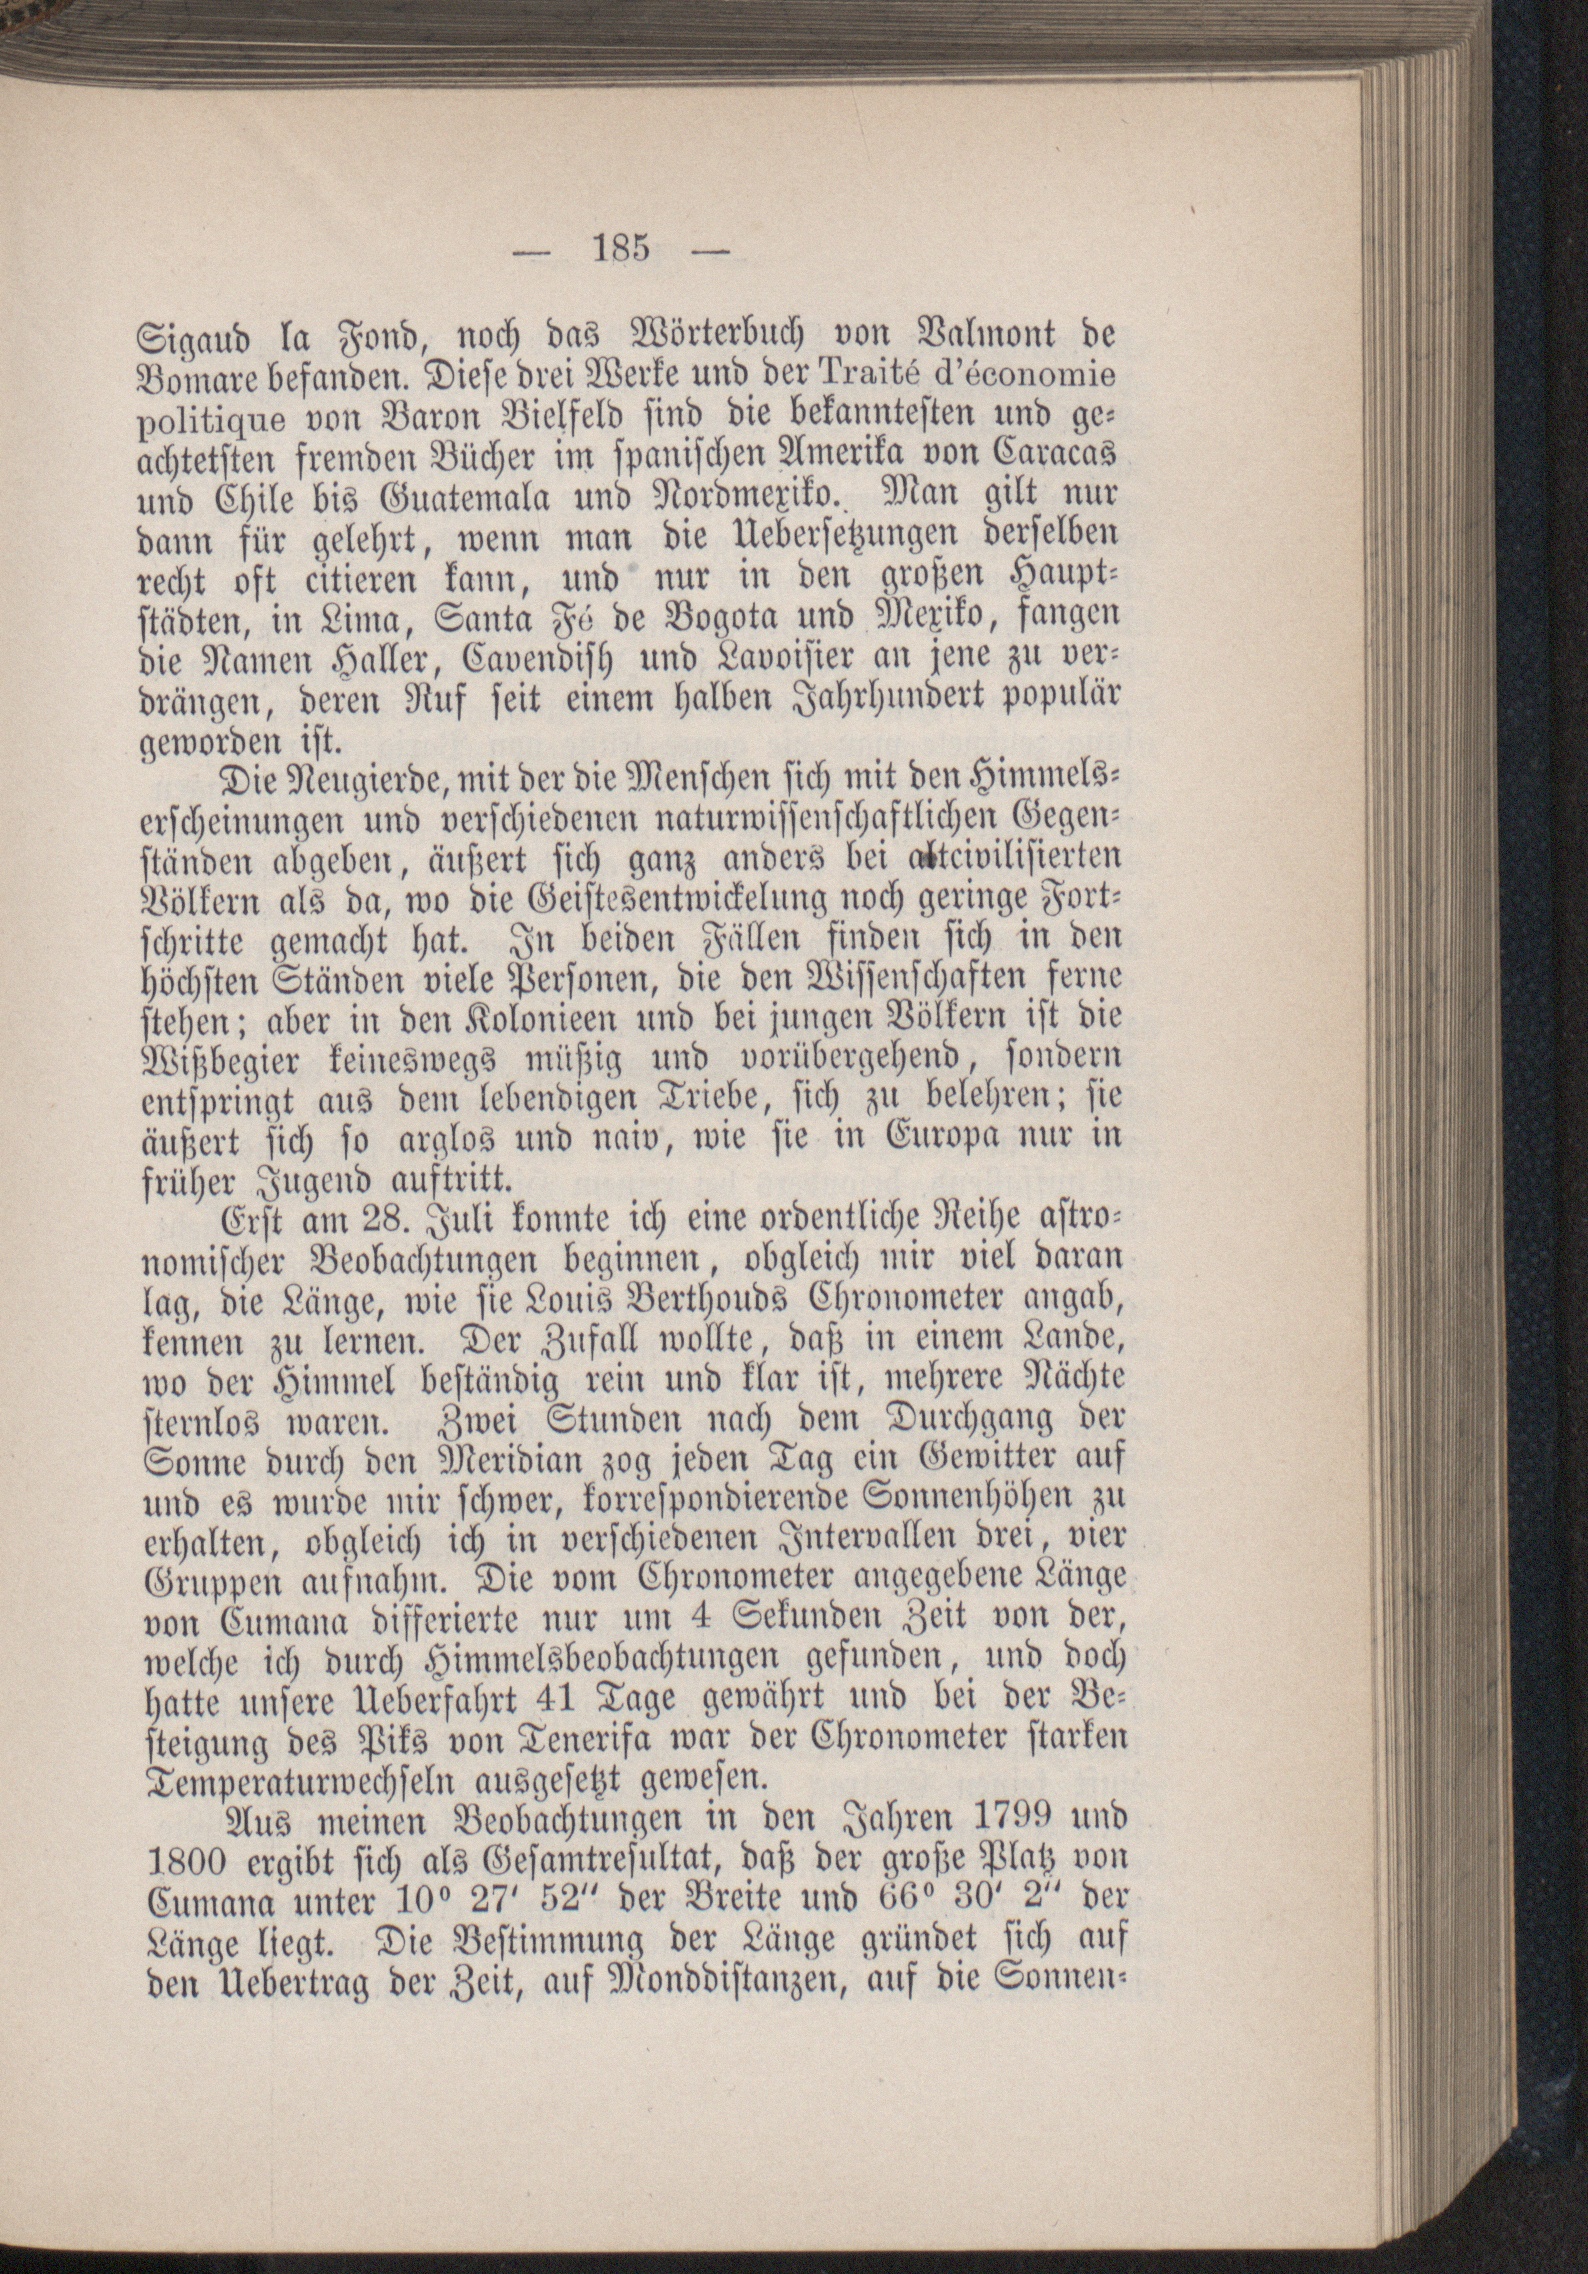 — 185 —
Sigaud la Fond, noch das Wörterbuch von Valmont de
Bomare befanden. Diese drei Werke und der Traité d'économie
politique von Baron Bielfeld sind die bekanntesten und ge-
achtetsten fremden Bücher im spanischen Amerika von Caracas
und Chile bis Guatemala und Nordmexiko. Man gilt nur
dann für gelehrt, wenn man die Uebersetzungen derselben
recht oft citieren kann, und nur in den großen Haupt-
städten, in Lima, Santa Fé de Bogota und Mexiko, fangen
die Namen Haller, Cavendish und Lavoisier an jene zu ver-
drängen, deren Ruf seit einem halben Jahrhundert populär
geworden ist.
Die Neugierde, mit der die Menschen sich mit den Himmels-
erscheinungen und verschiedenen naturwissenschaftlichen Gegen-
ständen abgeben, äußert sich ganz anders bei altcivilisierten
Völkern als da, wo die Geistesentwickelung noch geringe Fort-
schritte gemacht hat. In beiden Fällen finden sich in den
höchsten Ständen viele Personen, die den Wissenschaften ferne
stehen; aber in den Kolonieen und bei jungen Völkern ist die
Wißbegier keineswegs müßig und vorübergehend, sondern
entspringt aus dem lebendigen Triebe, sich zu belehren; sie
äußert sich so arglos und naiv, wie sie in Europa nur in
früher Jugend auftritt.
Erst am 28. Juli konnte ich eine ordentliche Reihe astro-
nomischer Beobachtungen beginnen, obgleich mir viel daran
lag, die Länge, wie sie Louis Berthouds Chronometer angab,
kennen zu lernen. Der Zufall wollte, daß in einem Lande,
wo der Himmel beständig rein und klar ist, mehrere Nächte
sternlos waren. Zwei Stunden nach dem Durchgang der
Sonne durch den Meridian zog jeden Tag ein Gewitter auf
und es wurde mir schwer, korrespondierende Sonnenhöhen zu
erhalten, obgleich ich in verschiedenen Intervallen drei, vier
Gruppen aufnahm. Die vom Chronometer angegebene Länge
von Cumana differierte nur um 4 Sekunden Zeit von der,
welche ich durch Himmelsbeobachtungen gefunden, und doch
hatte unsere Ueberfahrt 41 Tage gewährt und bei der Be-
steigung des Piks von Tenerifa war der Chronometer starken
Temperaturwechseln ausgesetzt gewesen.
Aus meinen Beobachtungen in den Jahren 1799 und
1800 ergibt sich als Gesamtresultat, daß der große Platz von
Cumana unter 10° 27′ 52″ der Breite und 66° 30′ 2″ der
Länge liegt. Die Bestimmung der Länge gründet sich auf
den Uebertrag der Zeit, auf Monddistanzen, auf die Sonnen-